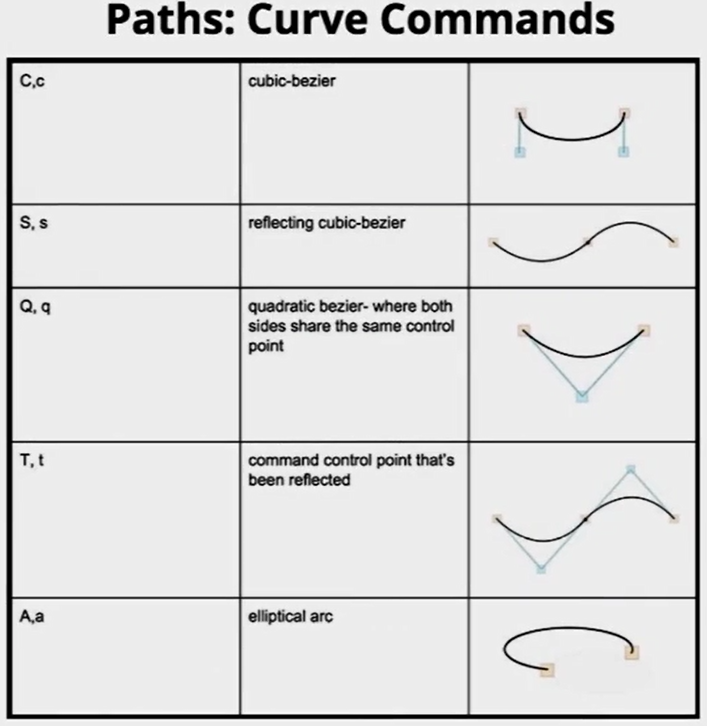 Paths: Curve Commands
C,c
cubic-bezier
S, s
reflecting cubic-bezier
Q, q
quadratic bezier- where both
sides share the same control
point
T, t
command control point that's
been reflected
A,a
elliptical arc